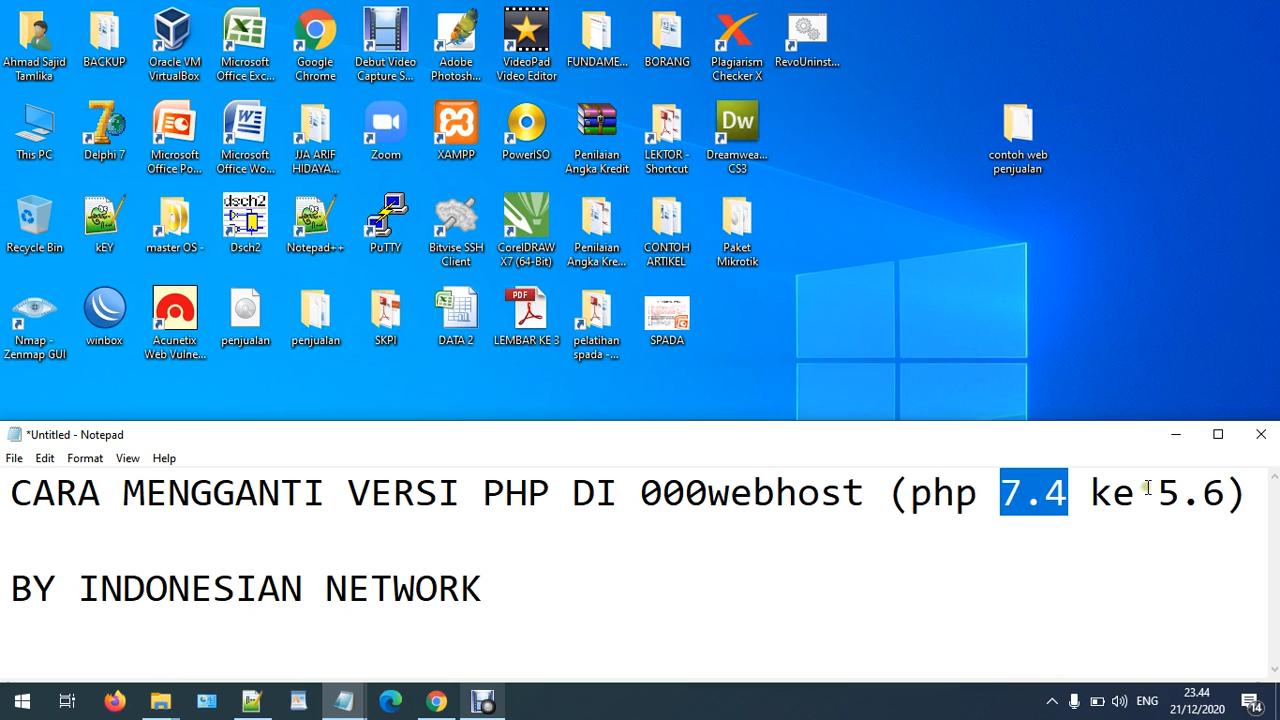 Ahmad Sajid Tamlika
BACKUP
Oracle VM VirtualBox
Microsoft Office Exc...
Google Chrome
Debut Video Capture S...
Adobe Photosh...
VideoPad Video Editor
FUNDAME...
BORANG
Plagiarism Checker X
RevoUninst...
This PC
Delphi 7
Microsoft Office Po...
Microsoft Office Wo...
JJA ARIF HIDAYA...
Zoom
XAMPP
PowerISO
Penilaian Angka Kredit
LEKTOR - Shortcut
Dw
Dreamwea... CS3
contoh web penjualan
Recycle Bin
kEY
master OS -
dsch2
Dsch2
Notepad++
PuTTY
Bitvise SSH Client
CorelDRAW X7 (64-Bit)
Penilaian Angka Kre...
CONTOH ARTIKEL
Paket Mikrotik
Nmap - Zenmap GUI
winbox
Acunetix Web Vulne...
penjualan
penjualan
SKPI
DATA 2
PDF
LEMBAR KE 3
pelatihan spada -...
SPADA
*Untitled - Notepad
File Edit Format View Help
CARA MENGGANTI VERSI PHP DI 000webhost (php 7.4 ke 5.6)
BY INDONESIAN NETWORK
ENG
23.44
21/12/2020
14